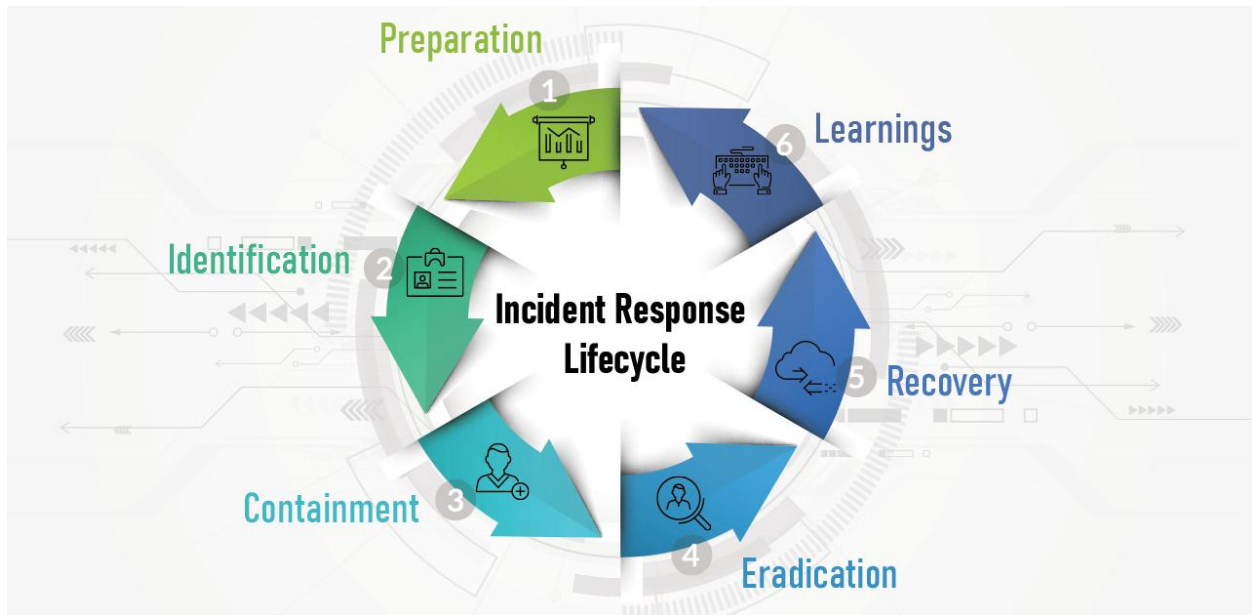 Preparation
1
Identification
2
Containment
3
4
Eradication
5
Recovery
6
Learnings
Incident Response
Lifecycle